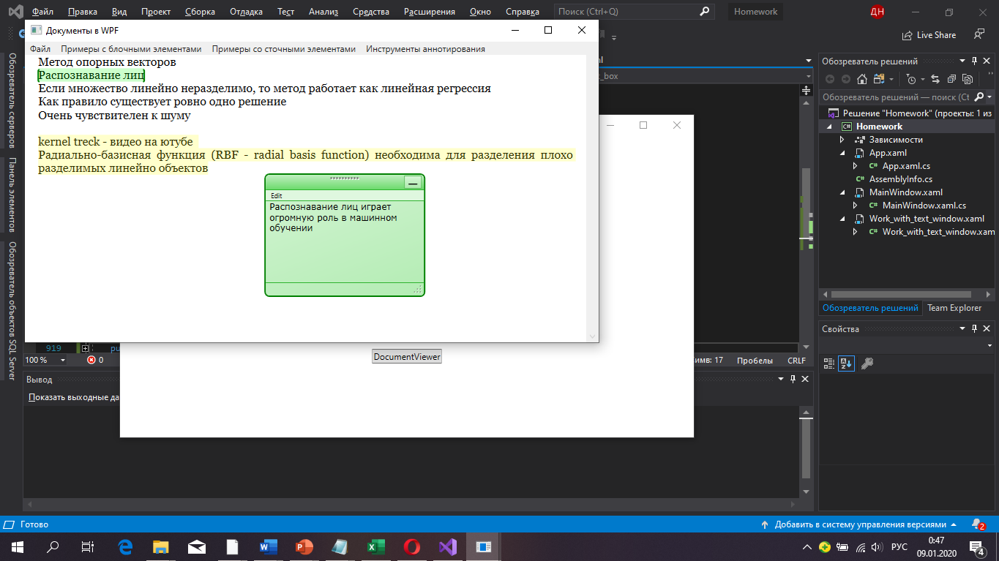 Файл Правка Вид Проект Сборка Отладка Тест Анализ Средства Расширения Окно Справка Поиск (Ctrl+Q) Homework ДН
Live Share
Документы в WPF
Файл Примеры с блочными элементами Примеры со сточными элементами Инструменты аннотирования
Метод опорных векторов
Распознавание лиц
Если множество линейно неразделимо, то метод работает как линейная регрессия
Как правило существует ровно одно решение
Очень чувствителен к шуму
kernel treck - видео на ютубе
Радиально-базисная функция (RBF - radial basis function) необходима для разделения плохо
разделимых линейно объектов
Edit
Распознавание лиц играет
огромную роль в машинном
обучении
DocumentViewer
Обозреватель серверов
Панель элементов
Обозреватель объектов SQL Server
t_box
919 pu
100 % 0
имв: 17 Пробелы CRLF
Вывод
Показать выходные да
Обозреватель решений
Обозреватель решений — поиск (Ct
Решение "Homework" (проекты: 1 из
Homework
Зависимости
App.xaml
App.xaml.cs
AssemblyInfo.cs
MainWindow.xaml
MainWindow.xaml.cs
Work_with_text_window.xaml
Work_with_text_window.xam
Обозреватель решений Team Explorer
Свойства
Готово
Добавить в систему управления версиями 2
РУС
0:47
09.01.2020
4